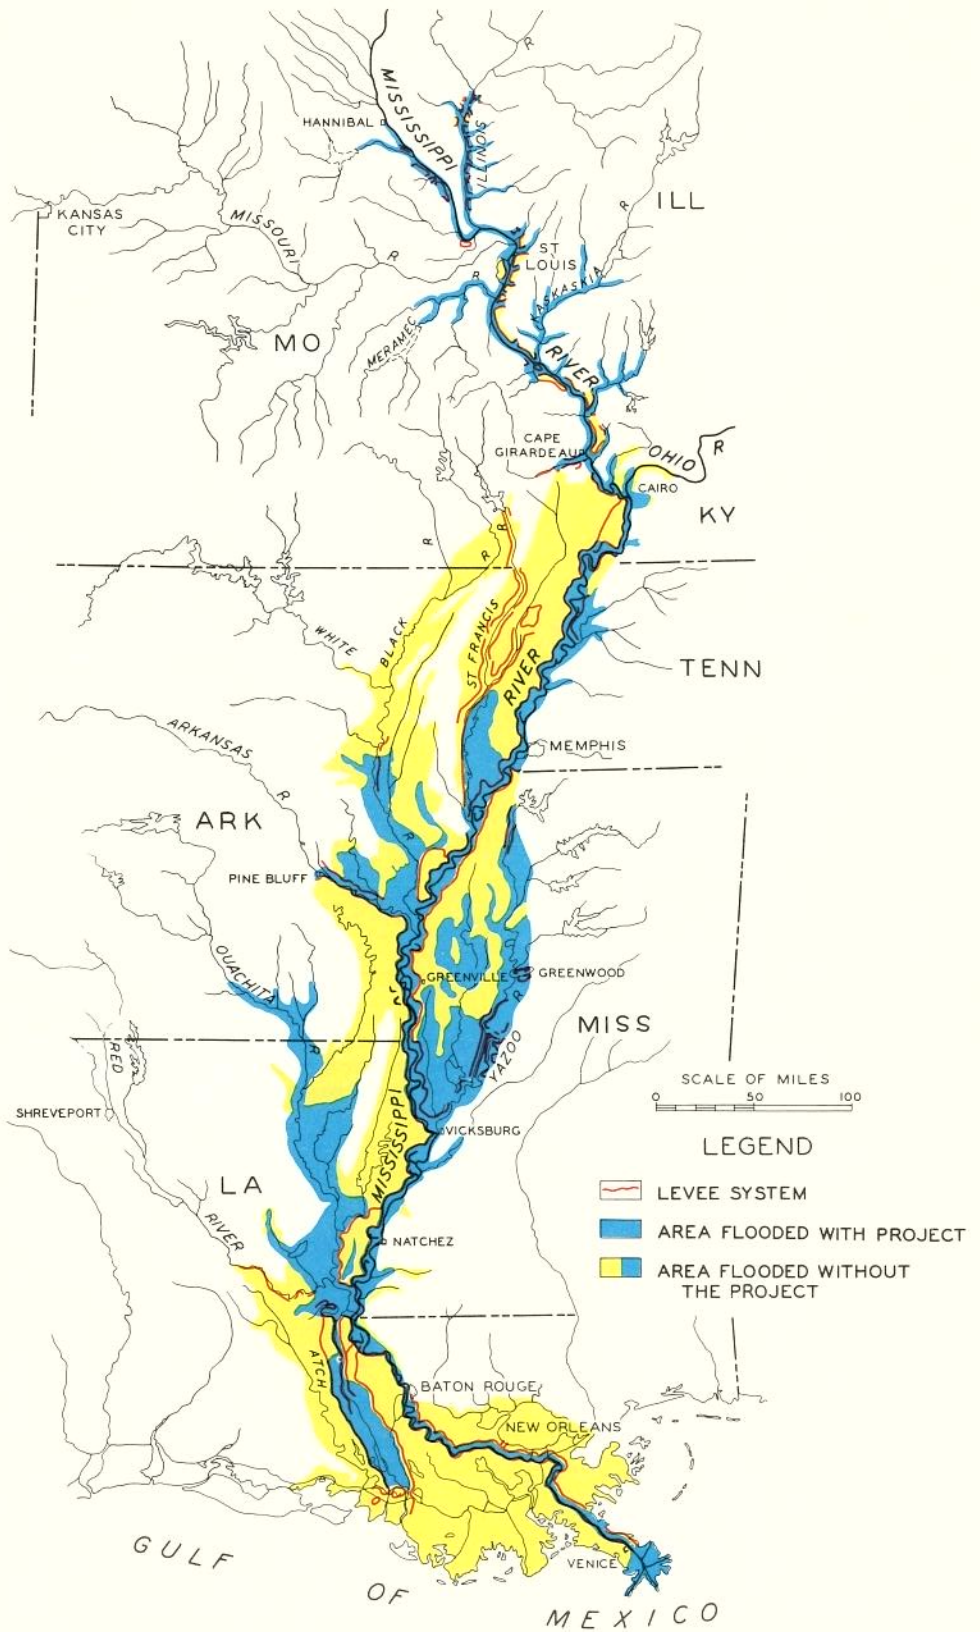 MISSISSIPPI
R
HANNIBAL
ILLINOIS
ILL
KANSAS
CITY
MISSOURI
R
R
ST
LOUIS
R
KASKASKIA
MO
MERAMEC
RIVER
CAPE
GIRARDEAU
OHIO
R
CAIRO
KY
R
R
R
WHITE
BLACK
ST FRANCIS
RIVER
TENN
ARKANSAS
R
MEMPHIS
ARK
R
PINE BLUFF
OUACHITA
R
GREENVILLE
GREENWOOD
R
YAZOO
MISS
RED
SHREVEPORT
MISSISSIPPI
VICKSBURG
SCALE OF MILES
0 50 100
LEGEND
LEVEE SYSTEM
AREA FLOODED WITH PROJECT
AREA FLOODED WITHOUT
THE PROJECT
LA
RIVER
NATCHEZ
ATCH
BATON ROUGE
NEW ORLEANS
VENICE
GULF
OF
MEXICO